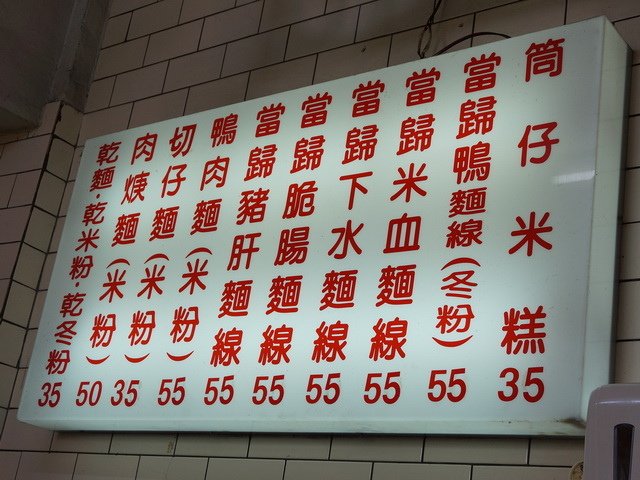 筒仔米糕 35
當歸鴨麵線(冬粉) 55
當歸米血麵線 55
當歸下水麵線 55
當歸脆腸麵線 55
當歸豬肝麵線 55
鴨肉麵(米粉) 55
切仔麵(米粉) 35
肉焿麵(米粉) 50
乾麵·乾米粉·乾冬粉 35